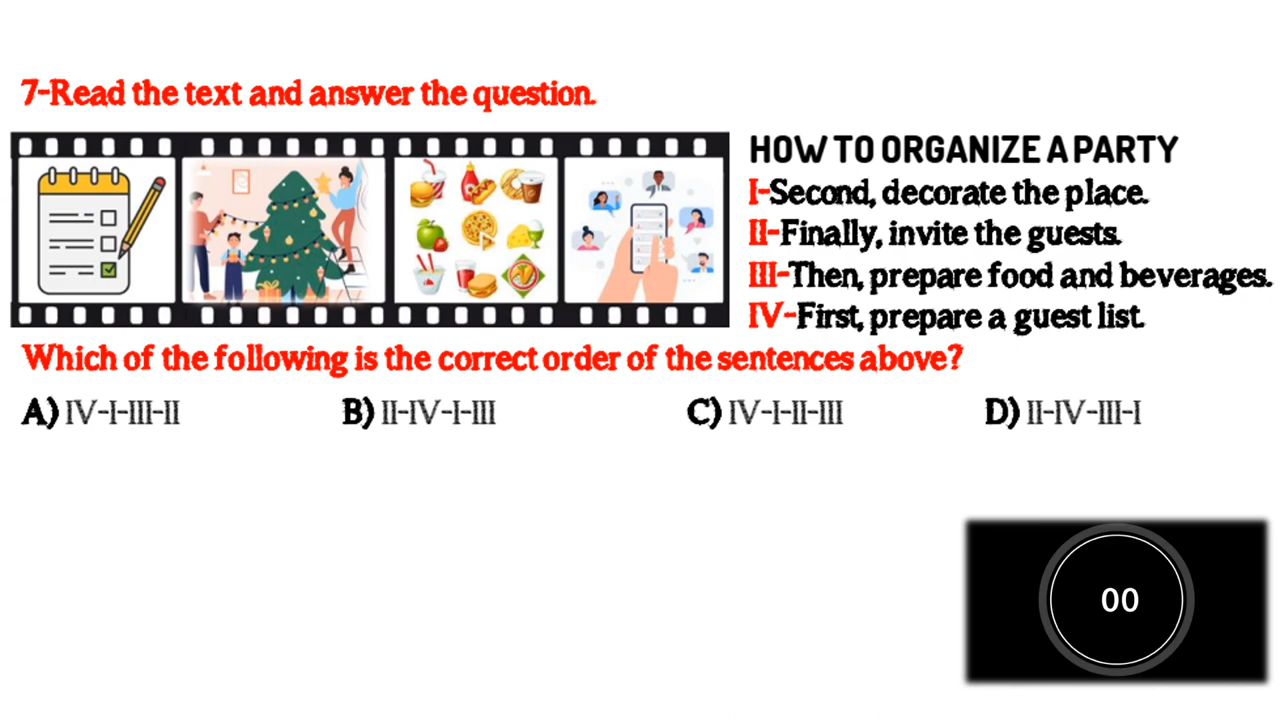 7-Read the text and answer the question.
HOW TO ORGANIZE A PARTY
I-Second, decorate the place.
II-Finally, invite the guests.
III-Then, prepare food and beverages.
IV-First, prepare a guest list.
Which of the following is the correct order of the sentences above?
A) IV-I-III-II B) II-IV-I-III C) IV-I-II-III D) II-IV-III-I
00